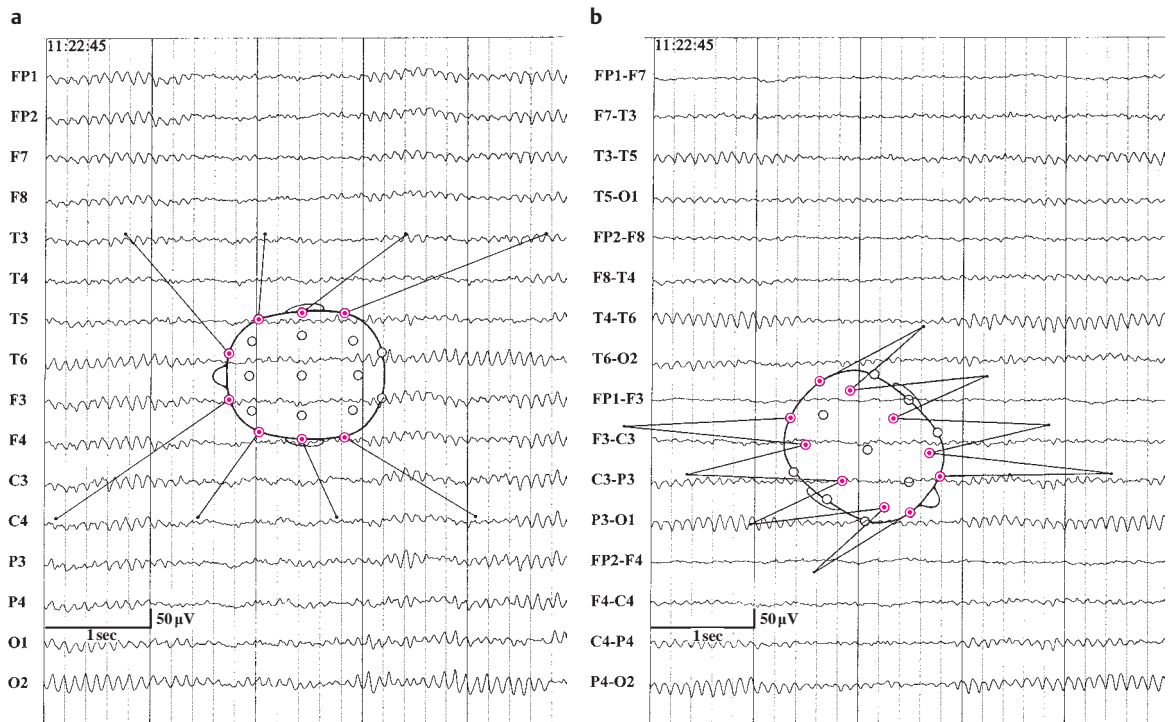 a
11:22:45
FP1
FP2
F7
F8
T3
T4
T5
T6
F3
F4
C3
C4
P3
P4
50 µV
1 sec
O1
O2
b
11:22:45
FP1-F7
F7-T3
T3-T5
T5-O1
FP2-F8
F8-T4
T4-T6
T6-O2
FP1-F3
F3-C3
C3-P3
P3-O1
FP2-F4
F4-C4
50 µV
1 sec
C4-P4
P4-O2